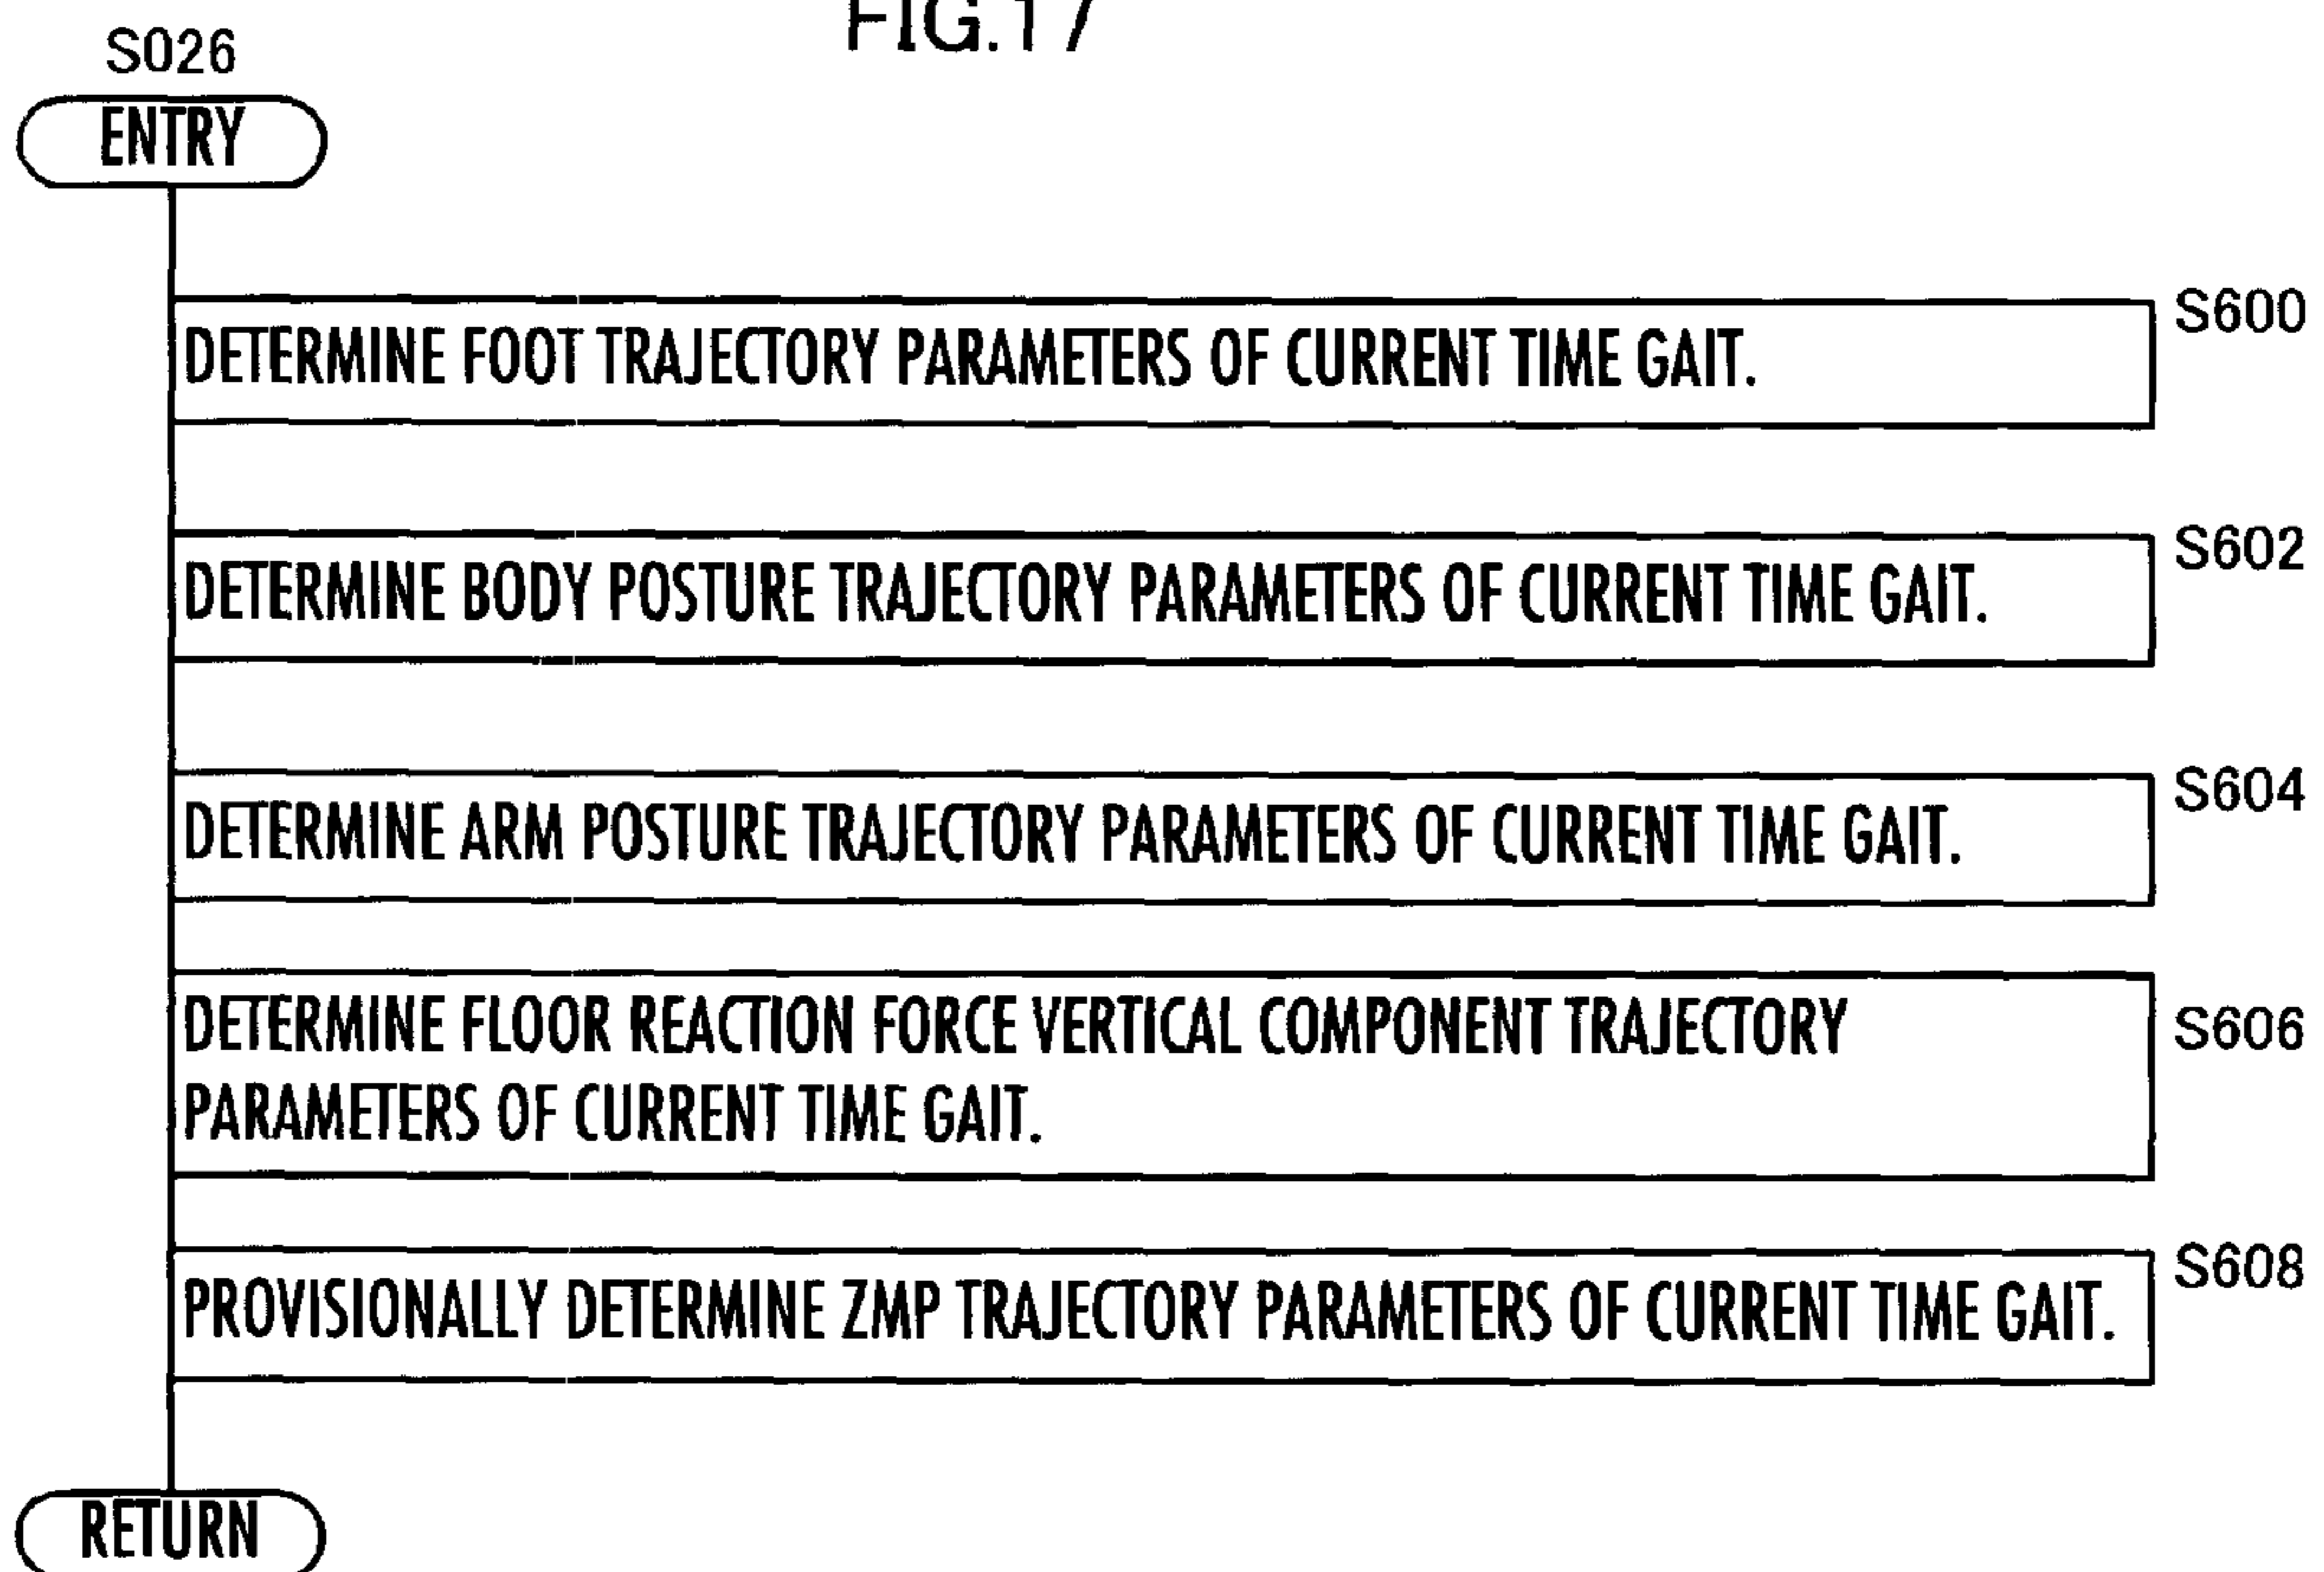 FIG.17
S026
ENTRY
DETERMINE FOOT TRAJECTORY PARAMETERS OF CURRENT TIME GAIT.
S600
DETERMINE BODY POSTURE TRAJECTORY PARAMETERS OF CURRENT TIME GAIT.
S602
DETERMINE ARM POSTURE TRAJECTORY PARAMETERS OF CURRENT TIME GAIT.
S604
DETERMINE FLOOR REACTION FORCE VERTICAL COMPONENT TRAJECTORY
PARAMETERS OF CURRENT TIME GAIT.
S606
PROVISIONALLY DETERMINE ZMP TRAJECTORY PARAMETERS OF CURRENT TIME GAIT.
S608
RETURN